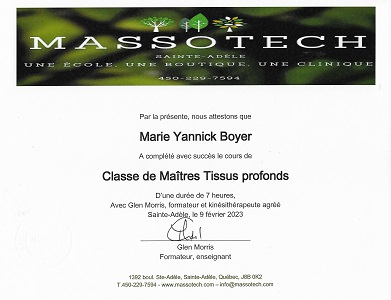 MASSOTECH
SAINTE-ADÈLE
UNE ÉCOLE, UNE BOUTIQUE, UNE CLINIQUE
450-229-7594
Par la présente, nous attestons que
Marie Yannick Boyer
A complété avec succès le cours de
Classe de Maîtres Tissus profonds
D'une durée de 7 heures,
Avec Glen Morris, formateur et kinésithérapeute agréé
Sainte-Adèle, le 9 février 2023
Glen Morris
Formateur, enseignant
1392 boul. Ste-Adèle, Sainte-Adèle, Québec, J8B 0K2
T.450-229-7594 - www.massotech.com - info@massotech.com